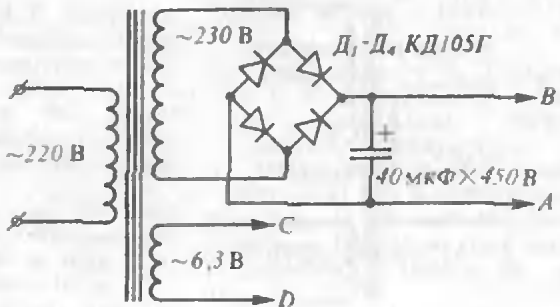 ~230 В
Д₁-Д₄ КД105Г
B
~220 В
+
40 мкФ × 450 В
A
C
~6,3 В
D